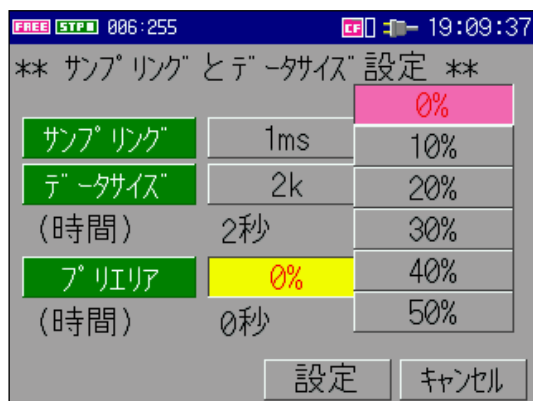 FREE STP 006:255 CF 19:09:37
** サンプリングとデータサイズ設定 **
0%
サンプリング 1ms 10%
データサイズ 2k 20%
(時間) 2秒 30%
プリエリア 0% 40%
(時間) 0秒 50%
設定 キャンセル